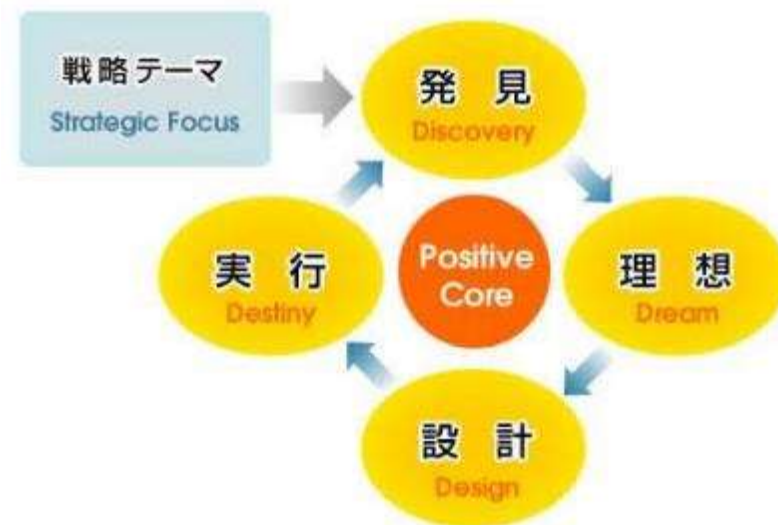 戦略テーマ
Strategic Focus
発見
Discovery
実行
Destiny
Positive
Core
理想
Dream
設計
Design